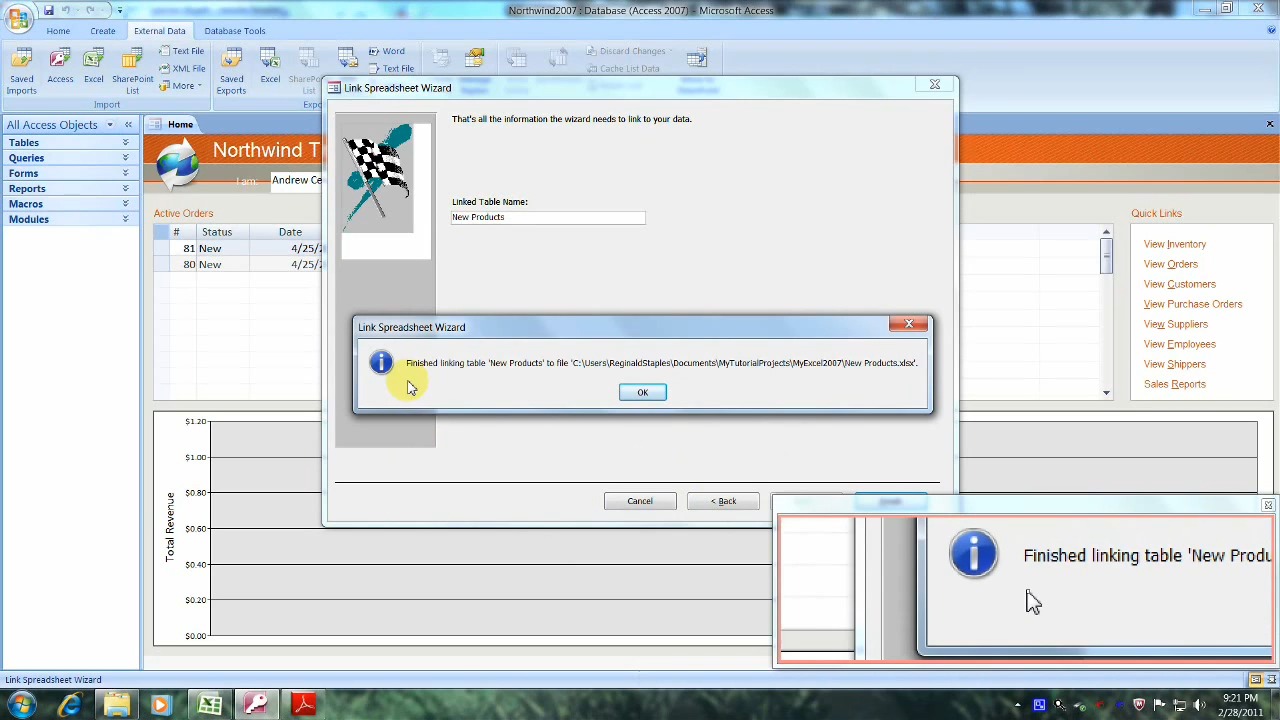 Northwind2007 : Database (Access 2007) – Microsoft Access
Home Create External Data Database Tools
Saved Imports
Access
Excel
SharePoint List
Text File
XML File
More
Import
Saved Exports
Excel
SharePoint List
Word
Text File
Discard Changes
Cache List Data
All Access Objects
Tables
Queries
Forms
Reports
Macros
Modules
Home
Northwind T
I am: Andrew Ce
Active Orders
# Status Date
81 New 4/25/2
80 New 4/25/2
Quick Links
View Inventory
View Orders
View Customers
View Purchase Orders
View Suppliers
View Employees
View Shippers
Sales Reports
Link Spreadsheet Wizard
That's all the information the wizard needs to link to your data.
Linked Table Name:
New Products
Link Spreadsheet Wizard
Finished linking table 'New Products' to file 'C:\Users\ReginaldStaples\Documents\MyTutorialProjects\MyExcel2007\New Products.xlsx'.
OK
Cancel
< Back
Total Revenue
$1.20
$1.00
$0.80
$0.60
$0.40
$0.20
$0.00
Finished linking table 'New Produ
Link Spreadsheet Wizard
9:21 PM
2/28/2011